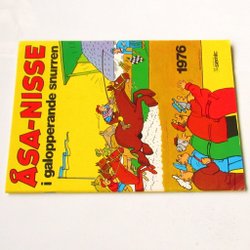 ÅSA-NISSE
i galopperande snurren
1976